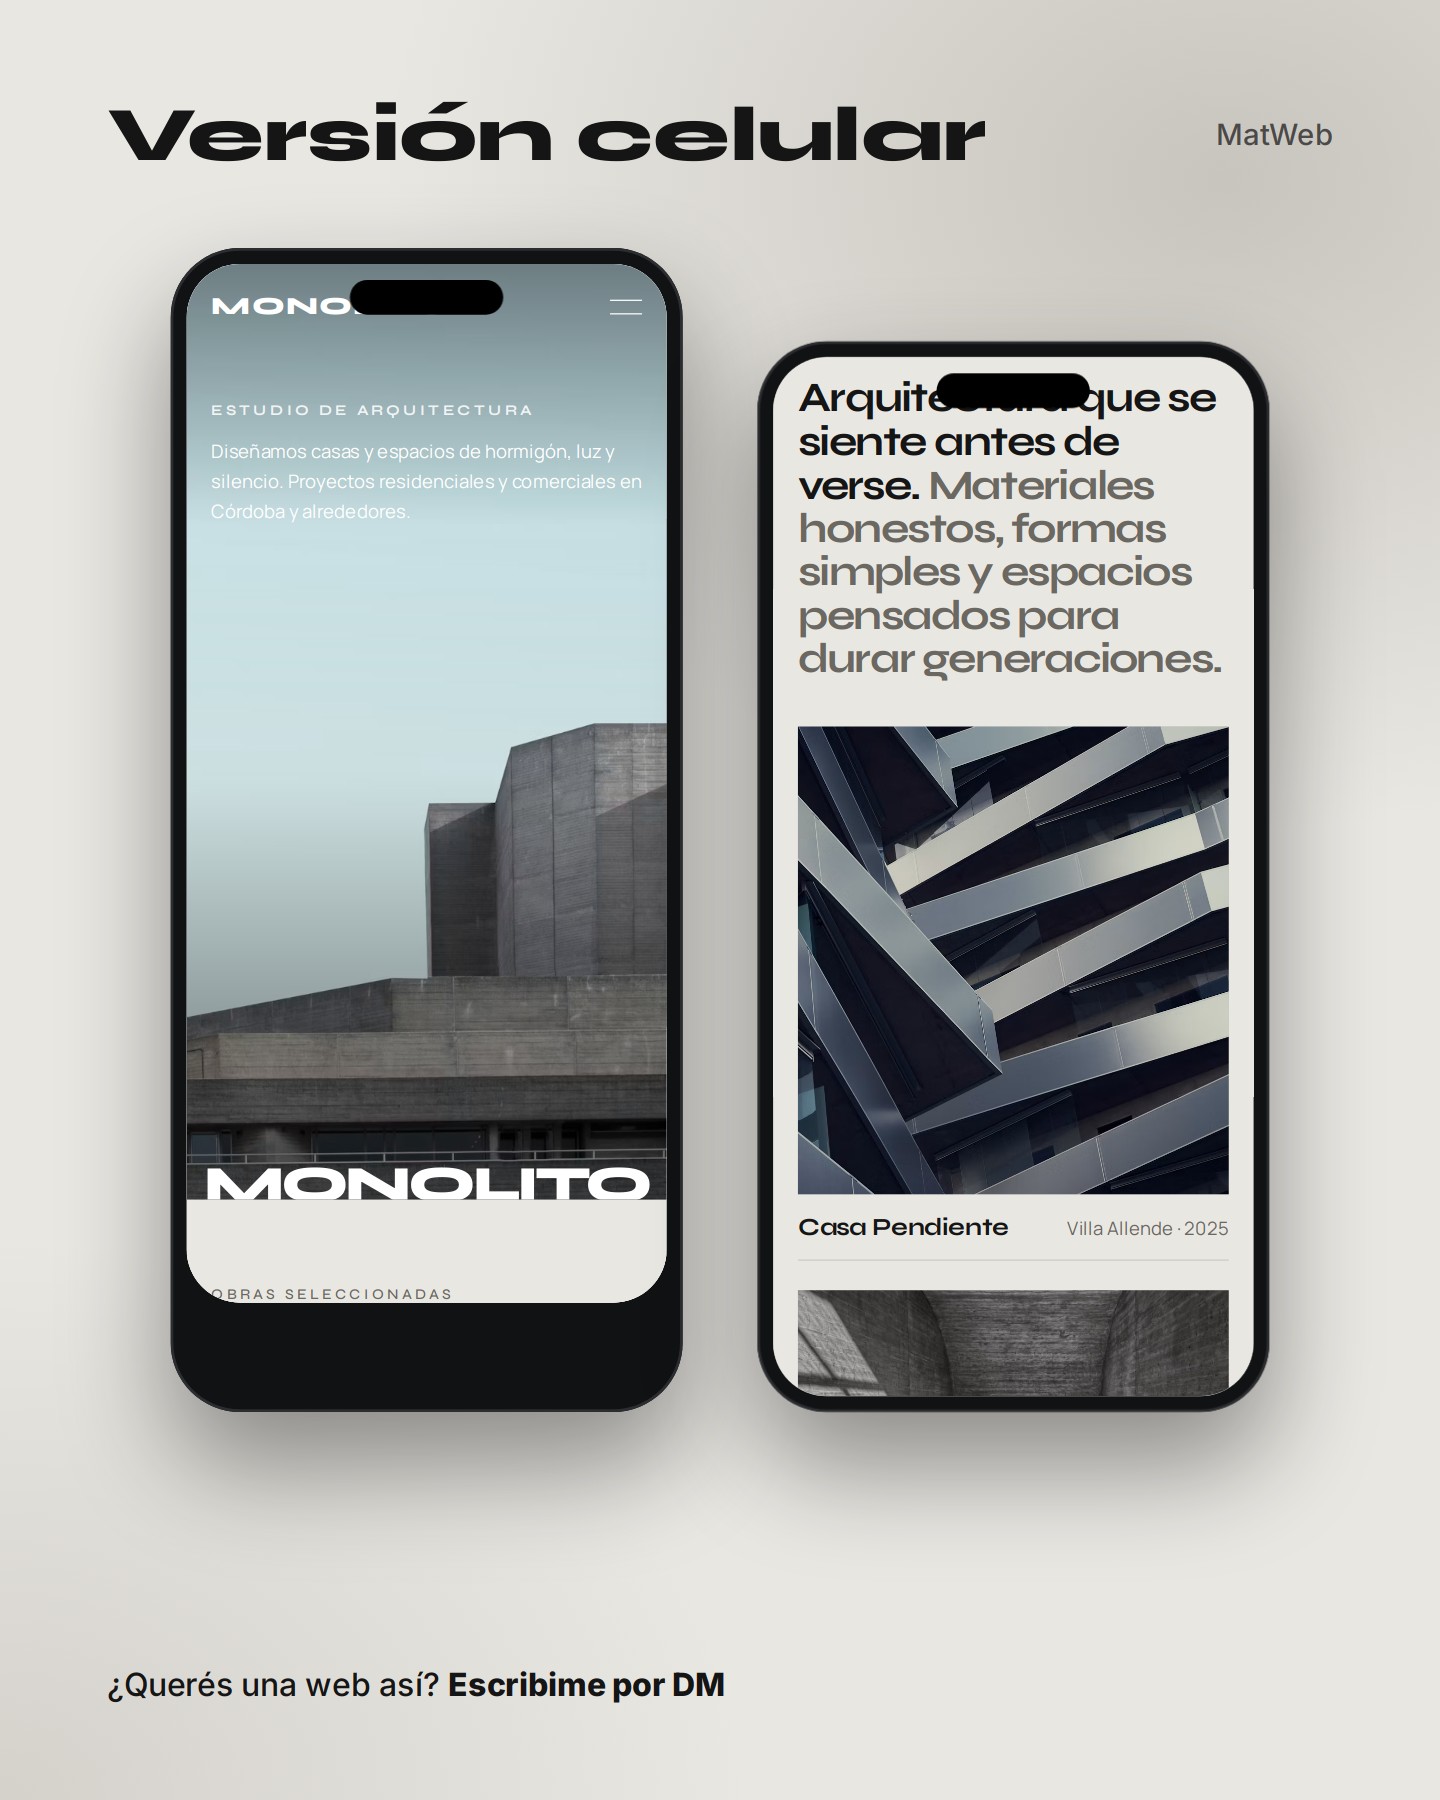 Versión celular
MatWeb
MONO
ESTUDIO DE ARQUITECTURA
Diseñamos casas y espacios de hormigón, luz y
silencio. Proyectos residenciales y comerciales en
Córdoba y alrededores.
MONOLITO
OBRAS SELECCIONADAS
que se
siente antes de
verse. Materiales
honestos, formas
simples y espacios
pensados para
durar generaciones.
Casa Pendiente
Villa Allende · 2025
¿Querés una web así? Escribime por DM